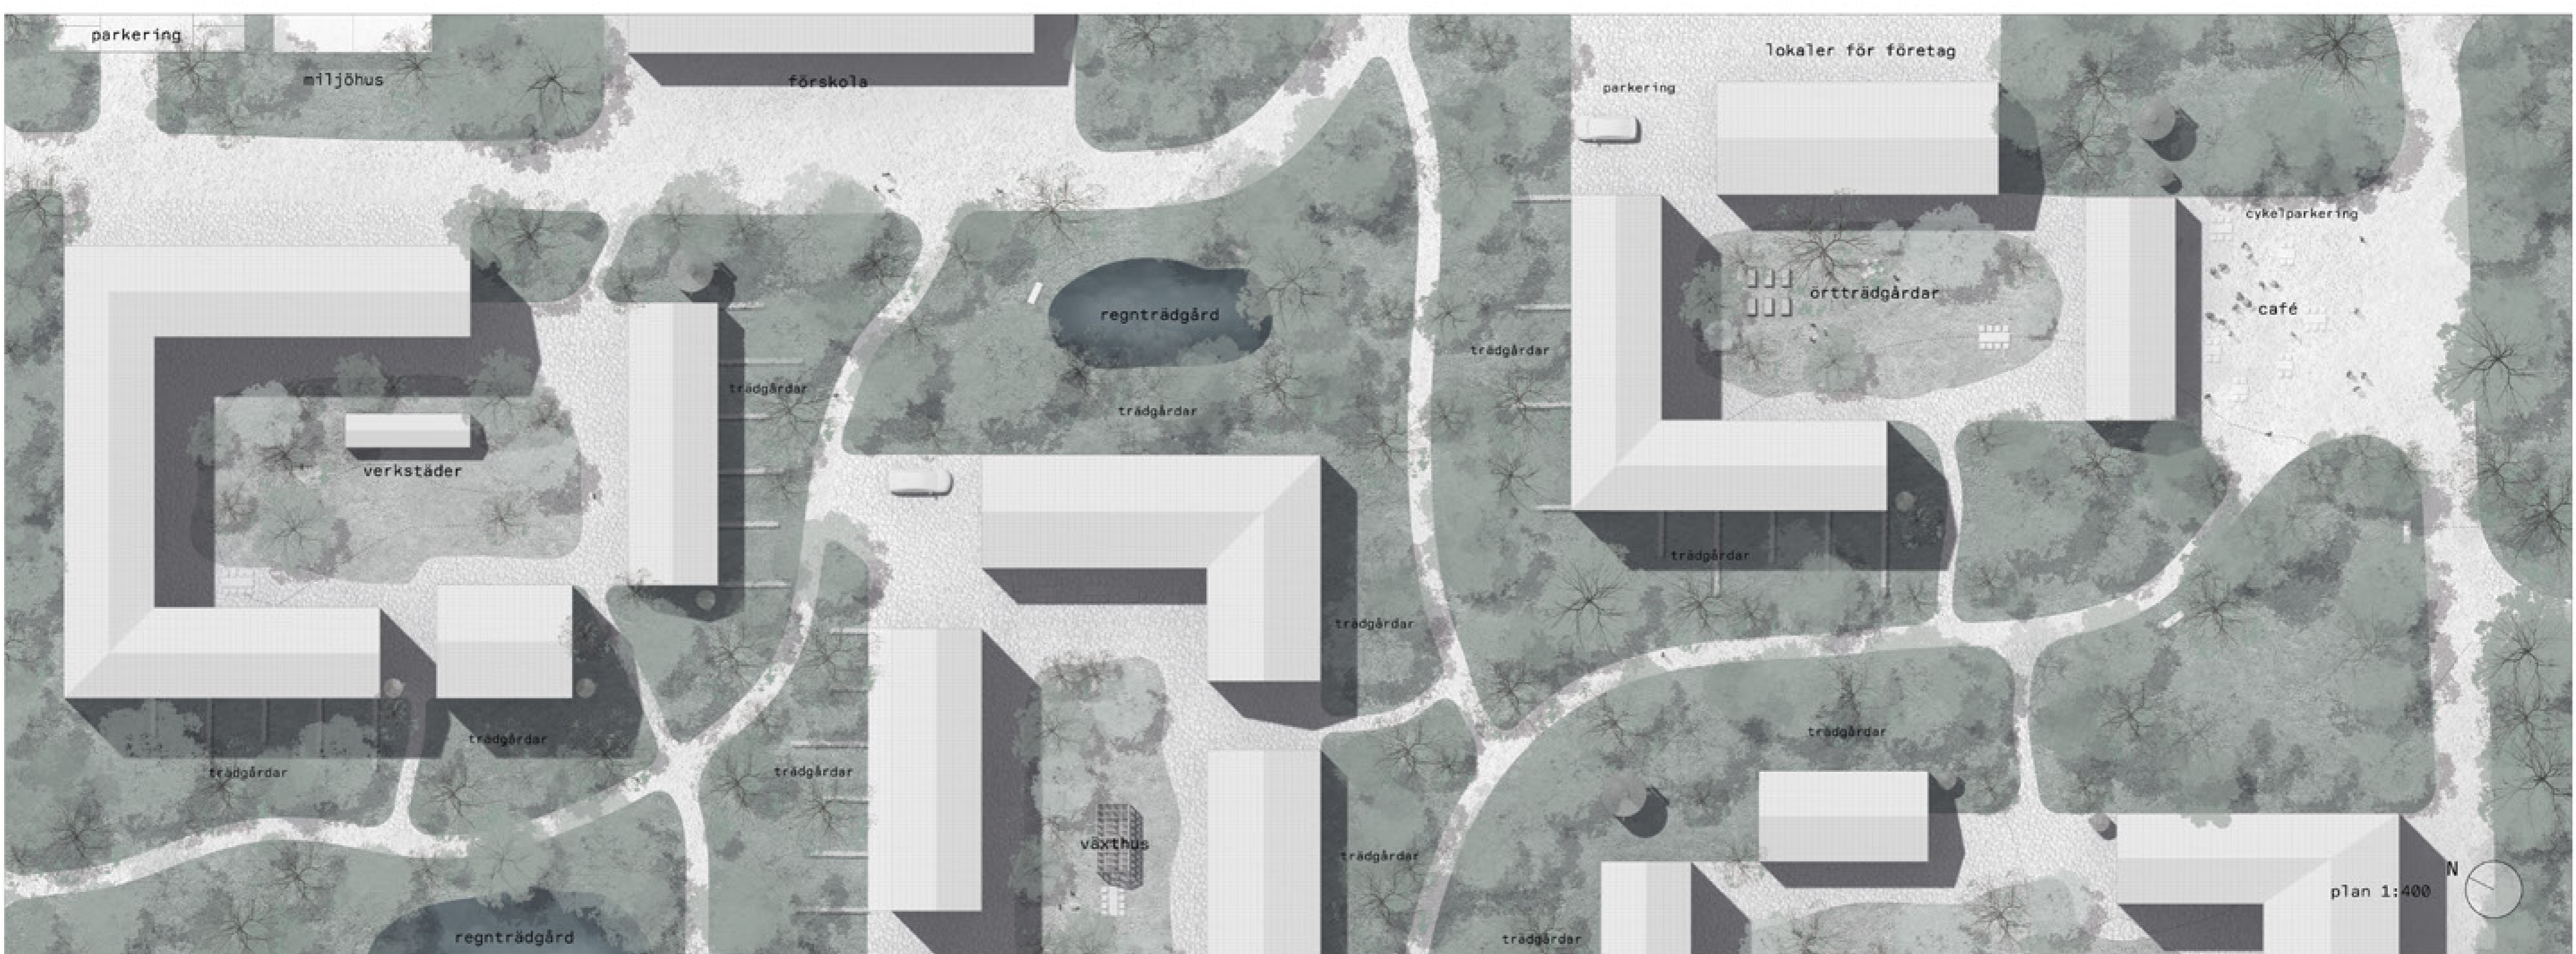 parkering
miljöhus
förskola
lokaler för företag
parkering
cykelparkering
regnträdgård
örtträdgårdar
café
trädgårdar
trädgårdar
trädgårdar
verkstäder
trädgårdar
trädgårdar
trädgårdar
trädgårdar
trädgårdar
trädgårdar
växthus
trädgårdar
trädgårdar
N
plan 1:400
regnträdgård
trädgårdar